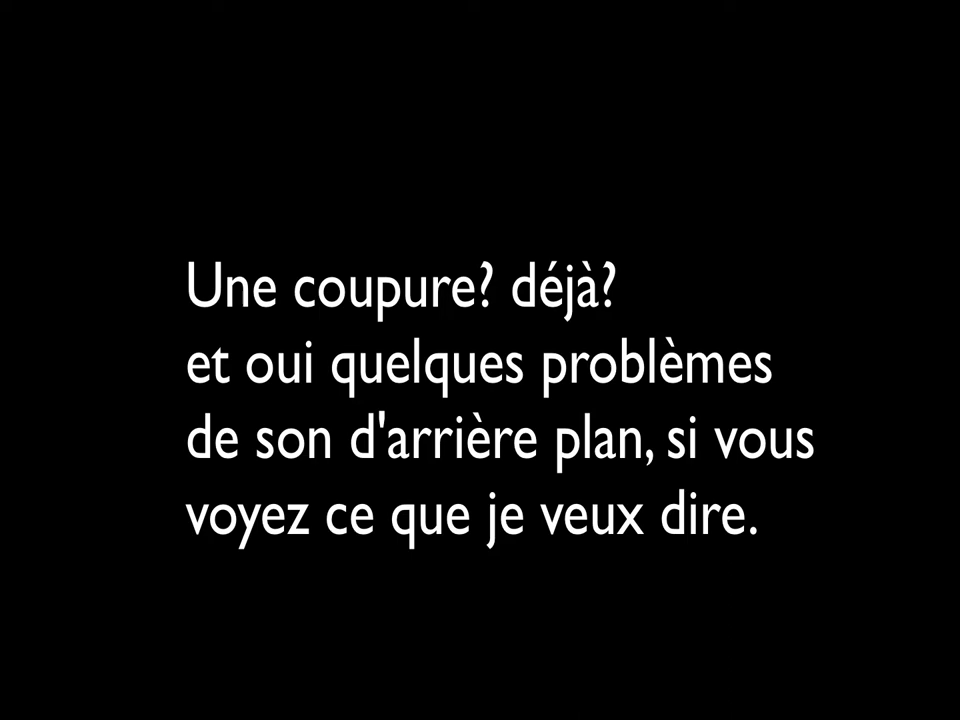 Une coupure? déjà?
et oui quelques problèmes
de son d'arrière plan, si vous
voyez ce que je veux dire.